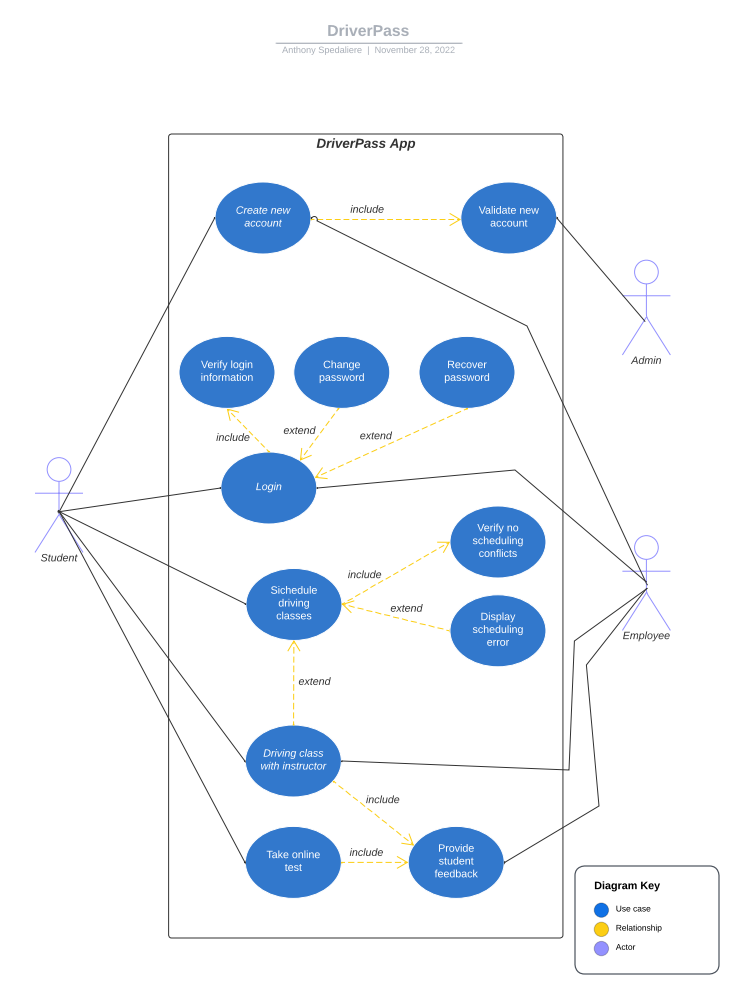 DriverPass
Anthony Spedaliere | November 28, 2022
DriverPass App
Create new
account
include
Validate new
account
Admin
Verify login
information
Change
password
Recover
password
include
extend
extend
Login
Student
Verify no
scheduling
conflicts
include
Sichedule
driving
classes
extend
Display
scheduling
error
Employee
extend
Driving class
with instructor
include
Take online
test
include
Provide
student
feedback
Diagram Key
Use case
Relationship
Actor